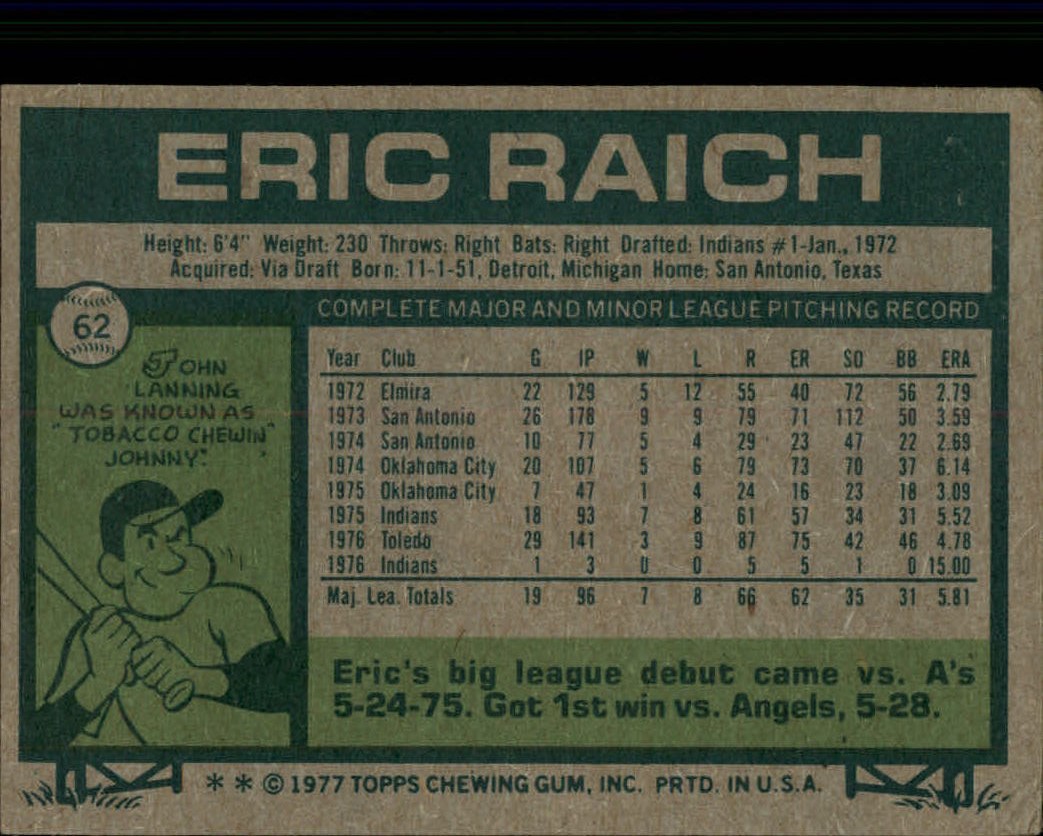 ERIC RAICH
Height: 6'4" Weight: 230 Throws: Right Bats: Right Drafted: Indians #1-Jan., 1972
Acquired: Via Draft Born: 11-1-51, Detroit, Michigan Home: San Antonio, Texas
62
JOHN
LANNING
WAS KNOWN AS
"TOBACCO CHEWIN"
JOHNNY."
COMPLETE MAJOR AND MINOR LEAGUE PITCHING RECORD
Year Club G IP W L R ER SO BB ERA
1972 Elmira 22 129 5 12 55 40 72 56 2.79
1973 San Antonio 26 178 9 9 79 71 112 50 3.59
1974 San Antonio 10 77 5 4 29 23 47 22 2.69
1974 Oklahoma City 20 107 5 6 79 73 70 37 6.14
1975 Oklahoma City 7 47 1 4 24 16 23 18 3.09
1975 Indians 18 93 7 8 61 57 34 31 5.52
1976 Toledo 29 141 3 9 87 75 42 46 4.78
1976 Indians 1 3 0 0 5 5 1 0 15.00
Maj. Lea. Totals 19 96 7 8 66 62 35 31 5.81
Eric's big league debut came vs. A's
5-24-75. Got 1st win vs. Angels, 5-28.
* * © 1977 TOPPS CHEWING GUM, INC. PRTD. IN U.S.A.